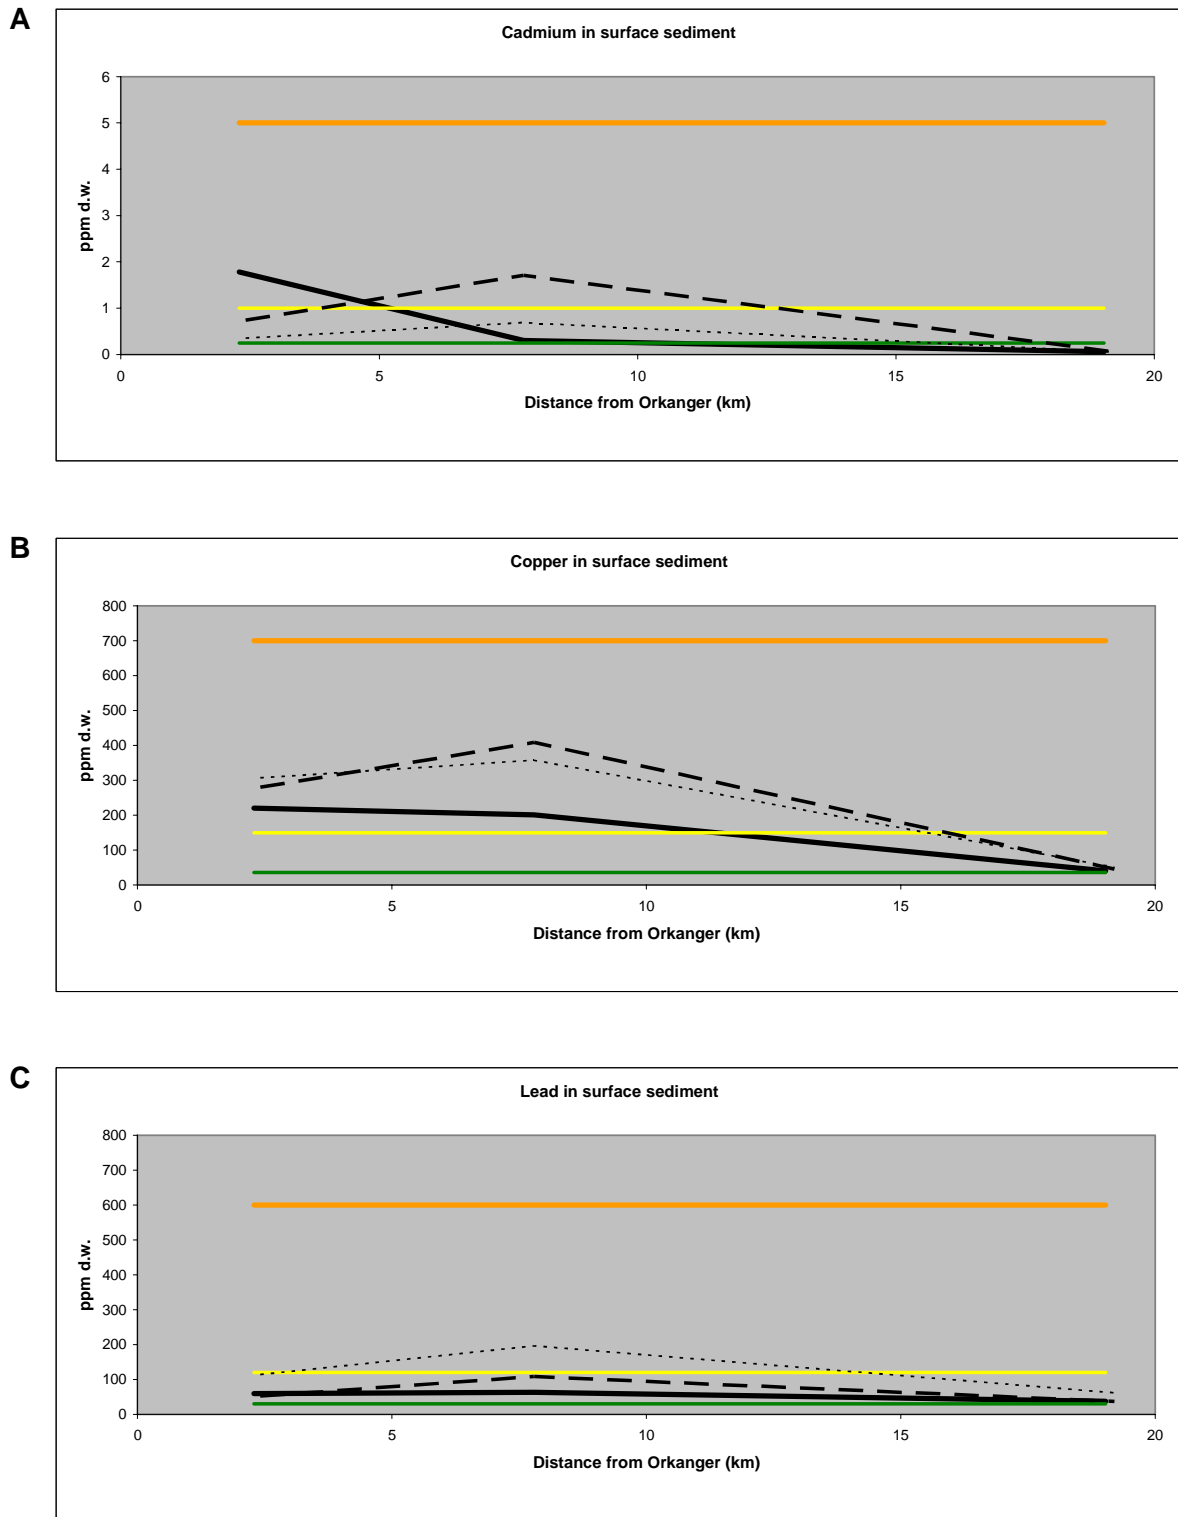 A
Cadmium in surface sediment
6
5
4
3
2
1
0
ppm d.w.
0 5 10 15 20
Distance from Orkanger (km)
B
Copper in surface sediment
800
700
600
500
400
300
200
100
0
ppm d.w.
0 5 10 15 20
Distance from Orkanger (km)
C
Lead in surface sediment
800
700
600
500
400
300
200
100
0
ppm d.w.
0 5 10 15 20
Distance from Orkanger (km)